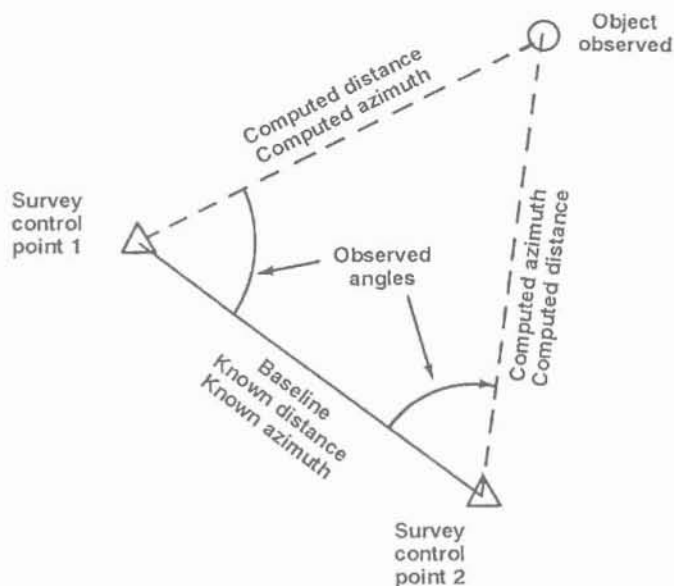 Object
observed
Computed distance
Computed azimuth
Survey
control
point 1
Observed
angles
Computed azimuth
Computed distance
Baseline
Known distance
Known azimuth
Survey
control
point 2